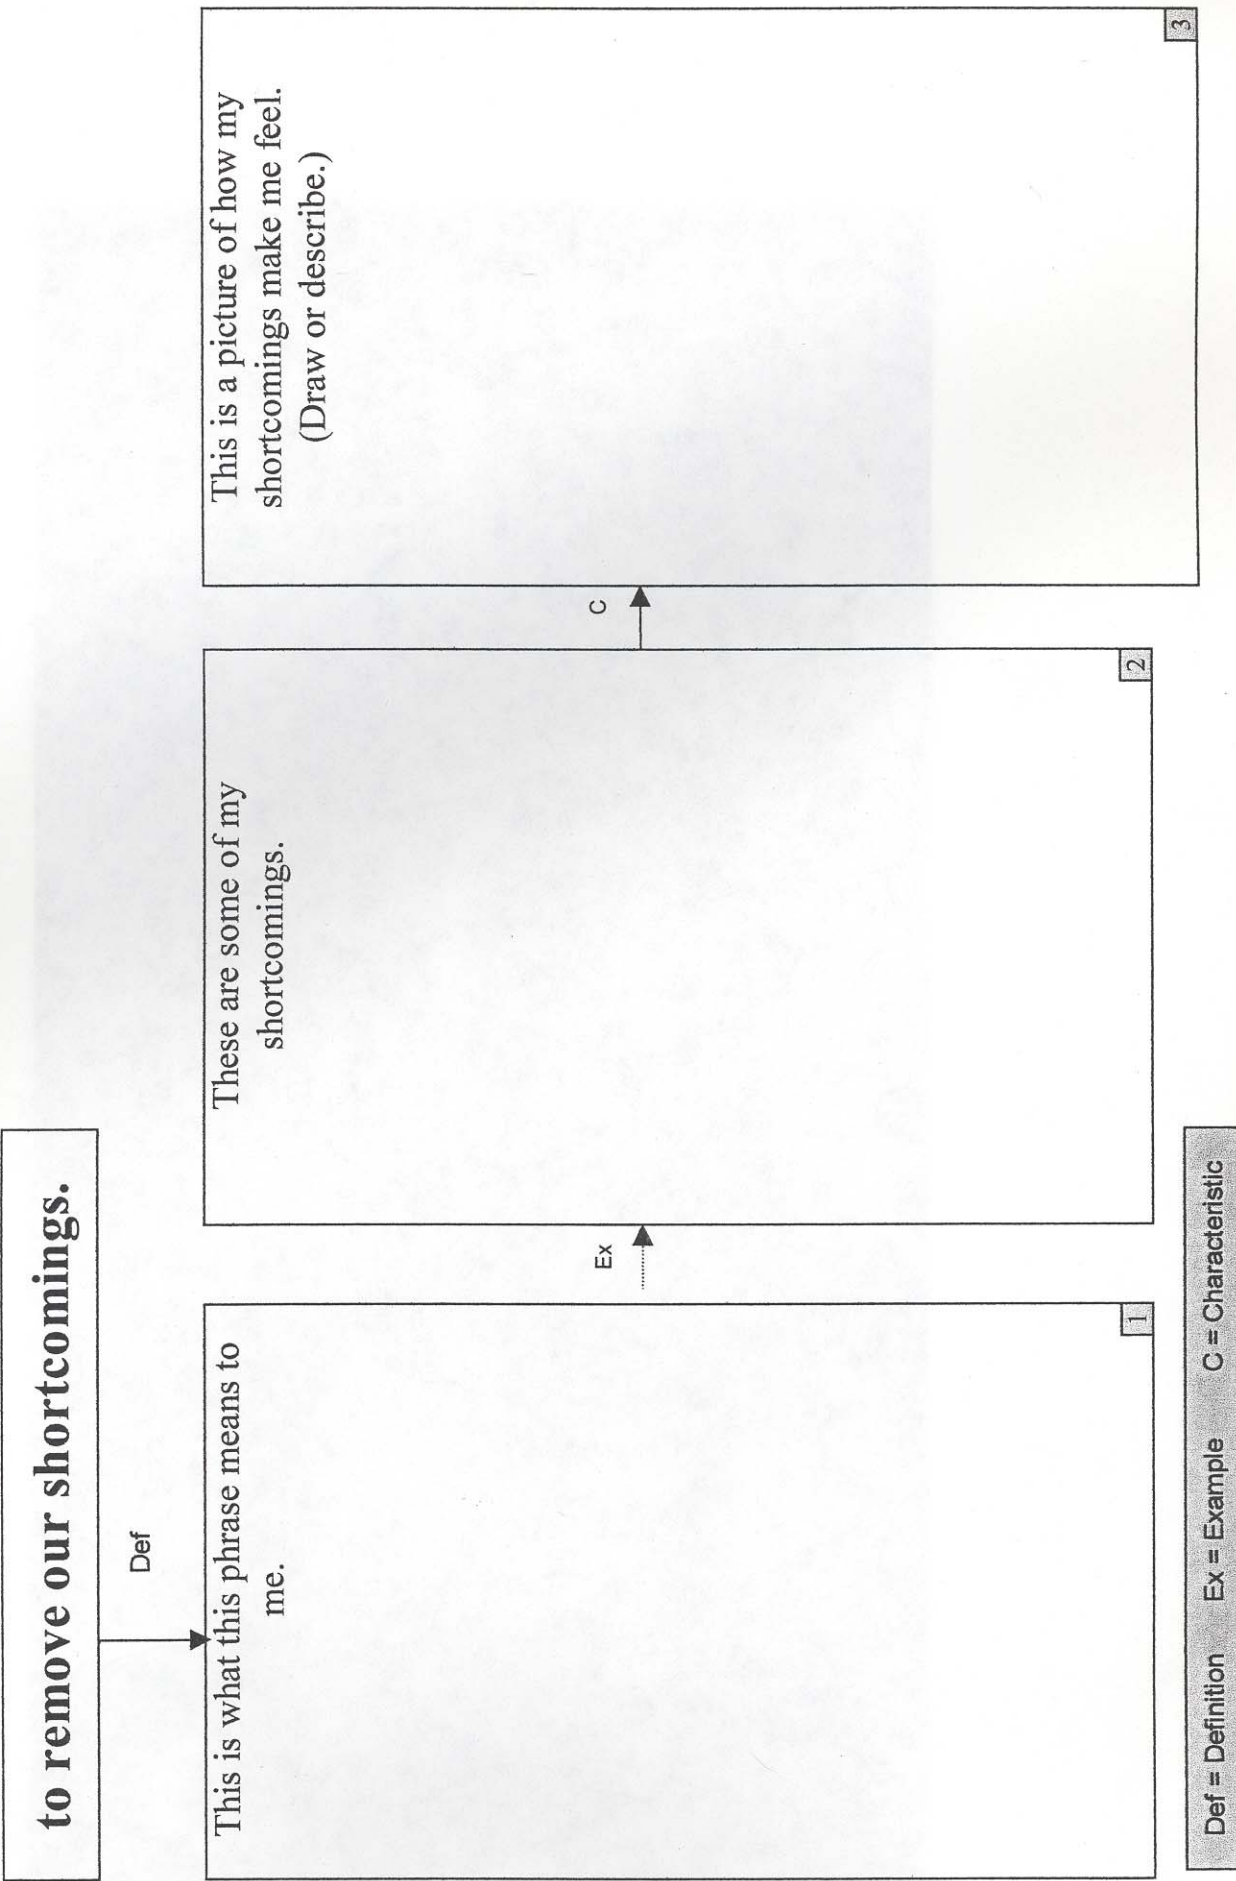 to remove our shortcomings.
Def
This is what this phrase means to
me.
1
Ex
These are some of my
shortcomings.
2
C
This is a picture of how my
shortcomings make me feel.
(Draw or describe.)
3
Def = Definition Ex = Example C = Characteristic